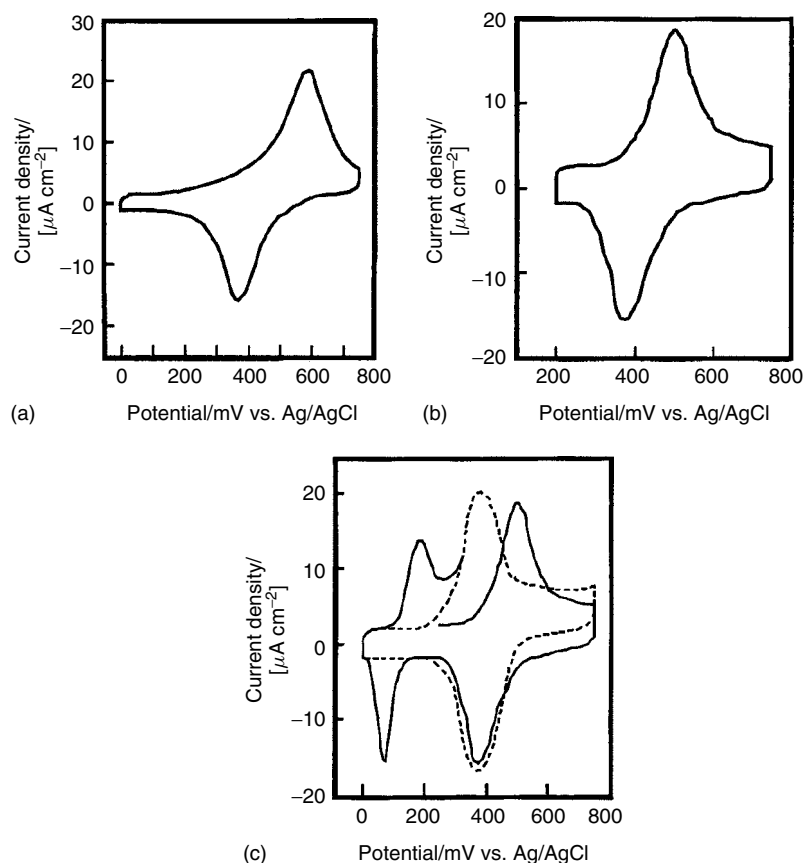 30
20
10
0
−10
−20
Current density/
[μA cm−2]
0 200 400 600 800
(a) Potential/mV vs. Ag/AgCl
20
10
0
−10
−20
Current density/
[μA cm−2]
200 400 600 800
(b) Potential/mV vs. Ag/AgCl
20
10
0
−10
−20
Current density/
[μA cm−2]
0 200 400 600 800
(c) Potential/mV vs. Ag/AgCl